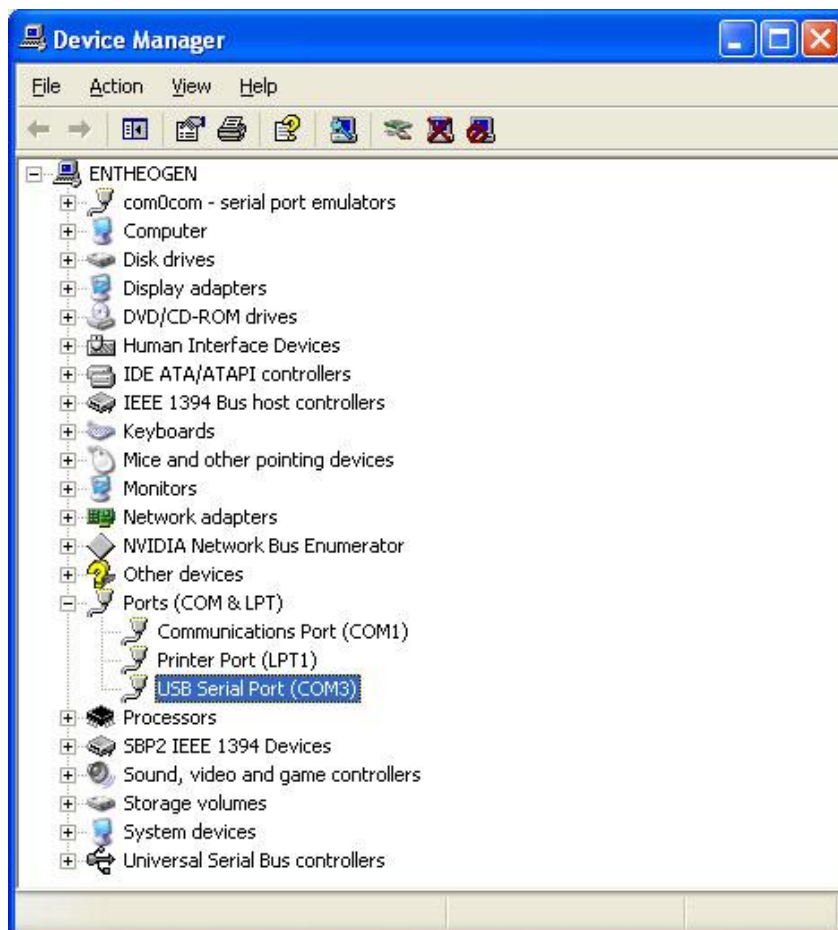 Device Manager
File Action View Help
ENTHEOGEN
com0com - serial port emulators
Computer
Disk drives
Display adapters
DVD/CD-ROM drives
Human Interface Devices
IDE ATA/ATAPI controllers
IEEE 1394 Bus host controllers
Keyboards
Mice and other pointing devices
Monitors
Network adapters
NVIDIA Network Bus Enumerator
Other devices
Ports (COM & LPT)
Communications Port (COM1)
Printer Port (LPT1)
USB Serial Port (COM3)
Processors
SBP2 IEEE 1394 Devices
Sound, video and game controllers
Storage volumes
System devices
Universal Serial Bus controllers